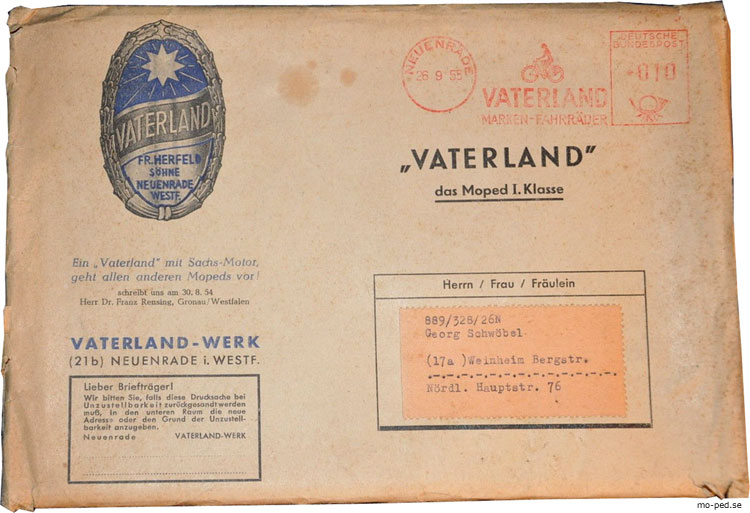 VATERLAND
FR. HERFELD
SÖHNE
NEUENRADE
WESTF.
NEUENRADE
26.9.55
VATERLAND
MARKEN-FAHRRÄDER
DEUTSCHE
BUNDESPOST
010
„VATERLAND"
das Moped I. Klasse
Ein „Vaterland" mit Sachs-Motor,
geht allen anderen Mopeds vor!
schreibt uns am 30. 8. 54
Herr Dr. Franz Rensing, Gronau/Westfalen
VATERLAND-WERK
(21b) NEUENRADE i. WESTF.
Lieber Briefträger!
Wir bitten Sie, falls diese Drucksache bei
Unzustellbarkeit zurückgesandt werden
muß, in den unteren Raum die neue
Adresse oder den Grund der Unzustell-
barkeit anzugeben.
Neuenrade VATERLAND-WERK
Herrn / Frau / Fräulein
889/328/26N
Georg Schwöbel
(17a )Weinheim Bergstr.
Nördl. Hauptstr. 76
mo-ped.se